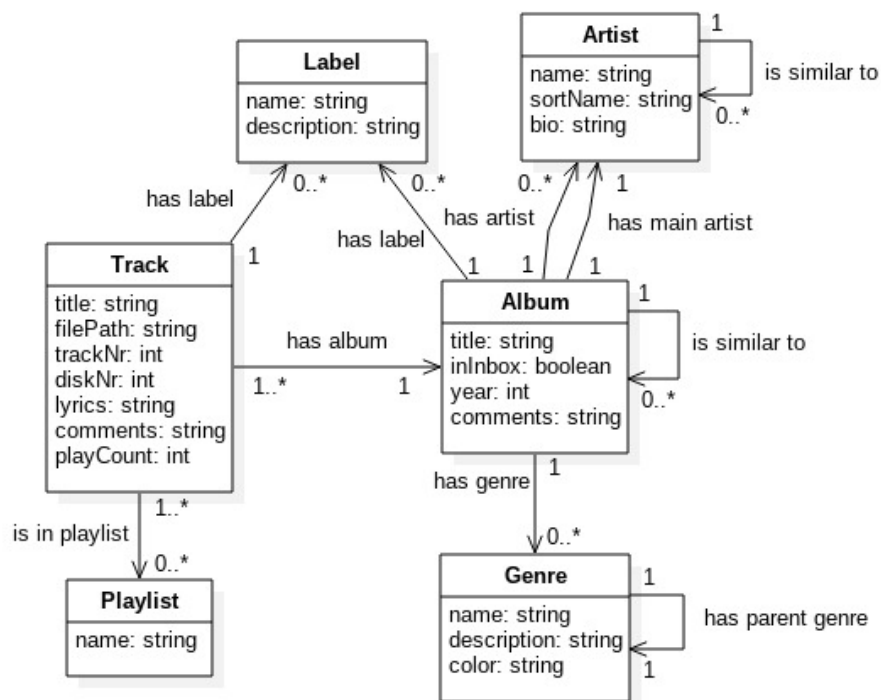 Label
name: string
description: string
Artist
name: string
sortName: string
bio: string
1
is similar to
0..*
has label
0..*
0..*
has label
has artist
0..*
1
has main artist
1
1
1
1
Track
title: string
filePath: string
trackNr: int
diskNr: int
lyrics: string
comments: string
playCount: int
has album
1..*
1
Album
title: string
inInbox: boolean
year: int
comments: string
1
is similar to
0..*
is in playlist
1..*
0..*
Playlist
name: string
has genre
1
0..*
Genre
name: string
description: string
color: string
1
has parent genre
1